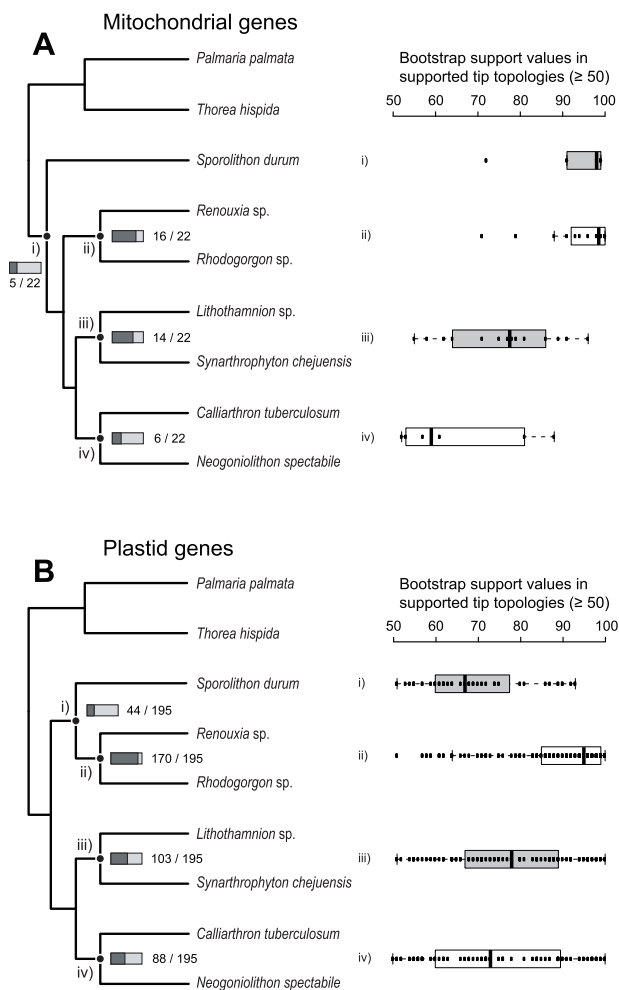 Mitochondrial genes
A
Palmaria palmata
Thorea hispida
Sporolithon durum
Renouxia sp.
i)
ii)
16 / 22
Rhodogorgon sp.
5 / 22
Lithothamnion sp.
iii)
14 / 22
Synarthrophyton chejuensis
Calliarthron tuberculosum
6 / 22
iv)
Neogoniolithon spectabile
Bootstrap support values in
supported tip topologies (≥ 50)
50 60 70 80 90 100
i)
ii)
iii)
iv)
Plastid genes
B
Palmaria palmata
Thorea hispida
Sporolithon durum
i)
44 / 195
Renouxia sp.
170 / 195
ii)
Rhodogorgon sp.
Lithothamnion sp.
iii)
103 / 195
Synarthrophyton chejuensis
Calliarthron tuberculosum
88 / 195
iv)
Neogoniolithon spectabile
Bootstrap support values in
supported tip topologies (≥ 50)
50 60 70 80 90 100
i)
ii)
iii)
iv)